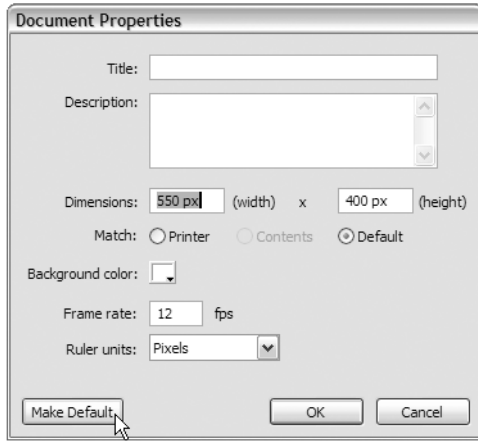 Document Properties
Title:
Description:
Dimensions: 550 px (width) x 400 px (height)
Match: Printer Contents Default
Background color:
Frame rate: 12 fps
Ruler units: Pixels
Make Default OK Cancel